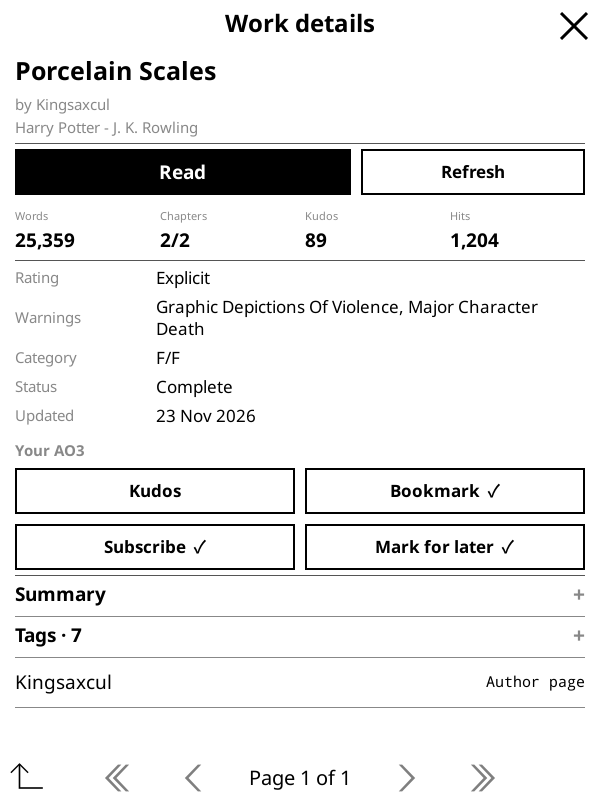 Work details
Porcelain Scales
by Kingsaxcul
Harry Potter - J. K. Rowling
Read
Refresh
Words
Chapters
Kudos
Hits
25,359
2/2
89
1,204
Rating
Explicit
Warnings
Graphic Depictions Of Violence, Major Character
Death
Category
F/F
Status
Complete
Updated
23 Nov 2026
Your AO3
Kudos
Bookmark ✓
Subscribe ✓
Mark for later ✓
Summary
+
Tags · 7
+
Kingsaxcul
Author page
Page 1 of 1